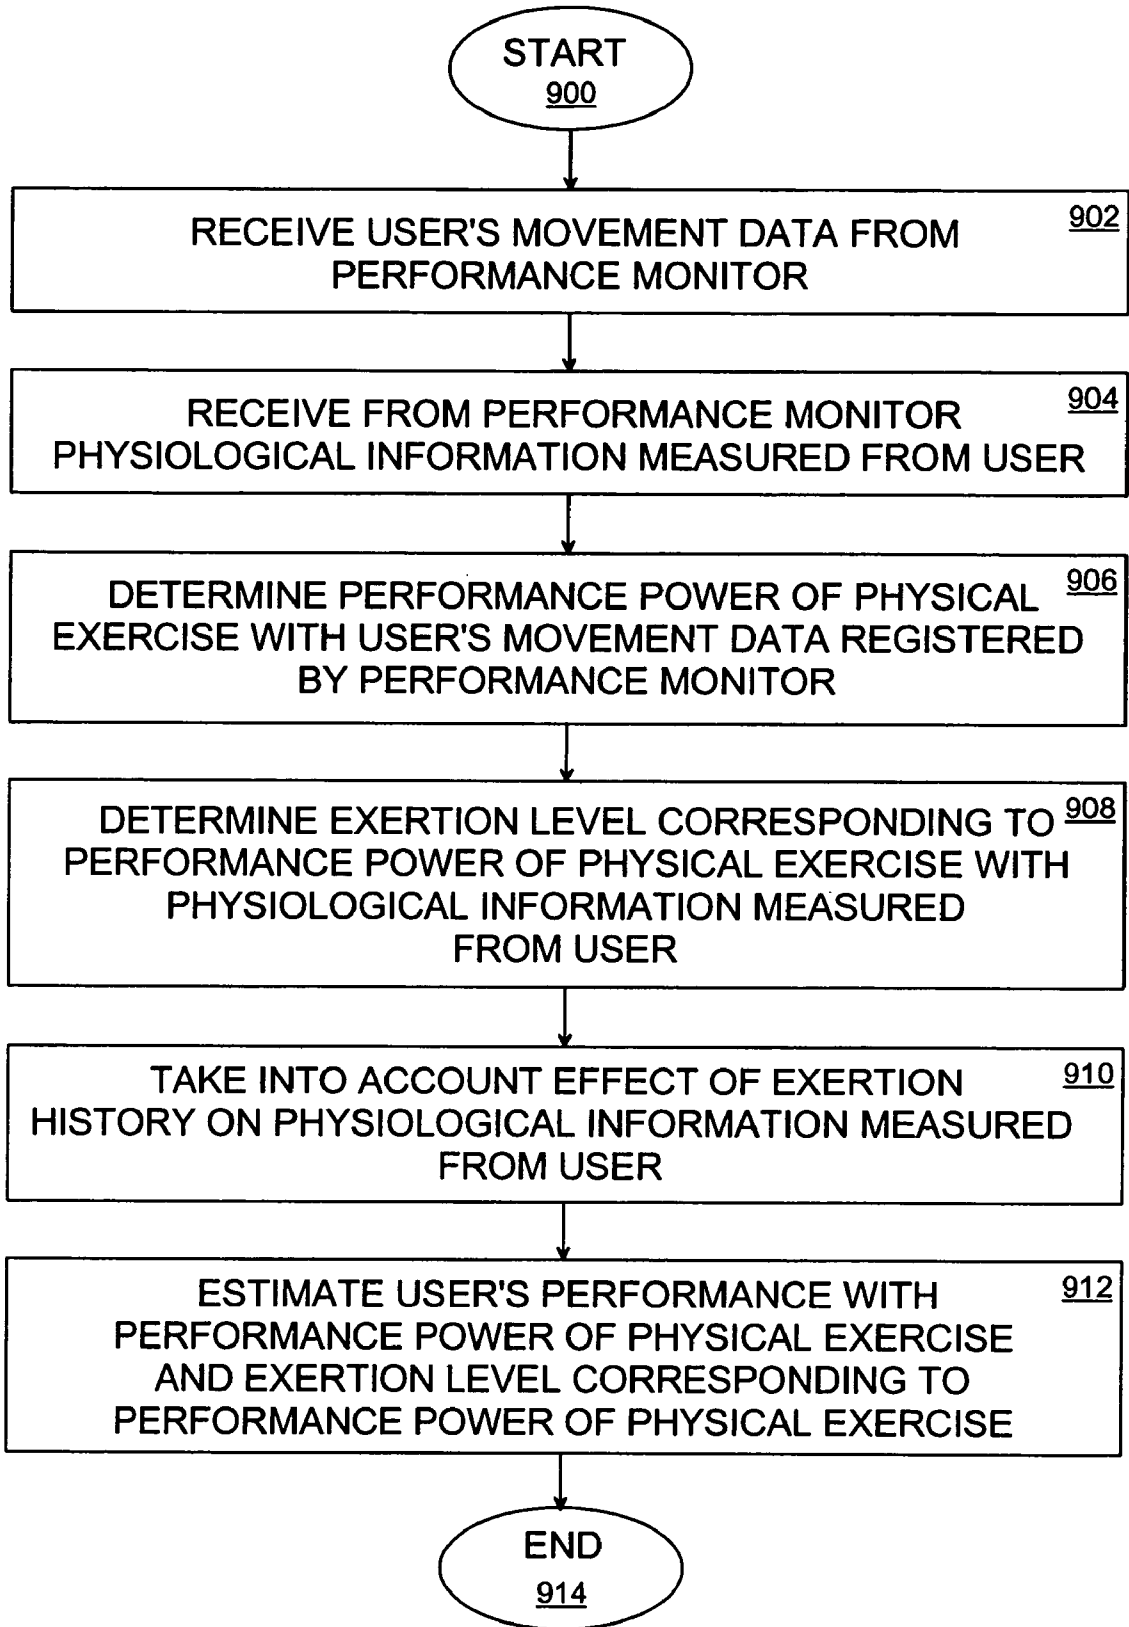 START
900
902
RECEIVE USER'S MOVEMENT DATA FROM
PERFORMANCE MONITOR
904
RECEIVE FROM PERFORMANCE MONITOR
PHYSIOLOGICAL INFORMATION MEASURED FROM USER
906
DETERMINE PERFORMANCE POWER OF PHYSICAL
EXERCISE WITH USER'S MOVEMENT DATA REGISTERED
BY PERFORMANCE MONITOR
908
DETERMINE EXERTION LEVEL CORRESPONDING TO
PERFORMANCE POWER OF PHYSICAL EXERCISE WITH
PHYSIOLOGICAL INFORMATION MEASURED
FROM USER
910
TAKE INTO ACCOUNT EFFECT OF EXERTION
HISTORY ON PHYSIOLOGICAL INFORMATION MEASURED
FROM USER
912
ESTIMATE USER'S PERFORMANCE WITH
PERFORMANCE POWER OF PHYSICAL EXERCISE
AND EXERTION LEVEL CORRESPONDING TO
PERFORMANCE POWER OF PHYSICAL EXERCISE
END
914